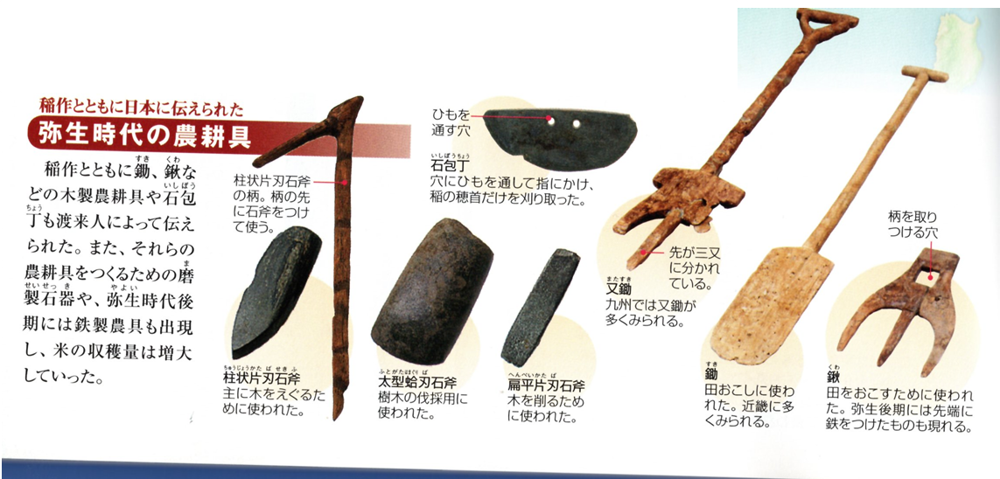 稲作とともに日本に伝えられた
弥生時代の農耕具
稲作とともに鋤、鍬な
どの木製農耕具や石包
丁も渡来人によって伝え
られた。また、それらの
農耕具をつくるための磨
製石器や、弥生時代後
期には鉄製農具も出現
し、米の収穫量は増大
していった。
柱状片刃石斧
の柄。柄の先
に石斧をつけ
て使う。
柱状片刃石斧
主に木をえぐるた
めに使われた。
太型蛤刃石斧
樹木の伐採用に
使われた。
ひもを
通す穴
石包丁
穴にひもを通して指にかけ、
稲の穂首だけを刈り取った。
扁平片刃石斧
木を削るため
に使われた。
先が三又
に分かれ
ている。
又鋤
九州では又鋤が
多くみられる。
鋤
田おこしに使わ
れた。近畿に多
くみられる。
柄を取り
つける穴
鍬
田をおこすために使われ
た。弥生後期には先端に
鉄をつけたものも現れる。